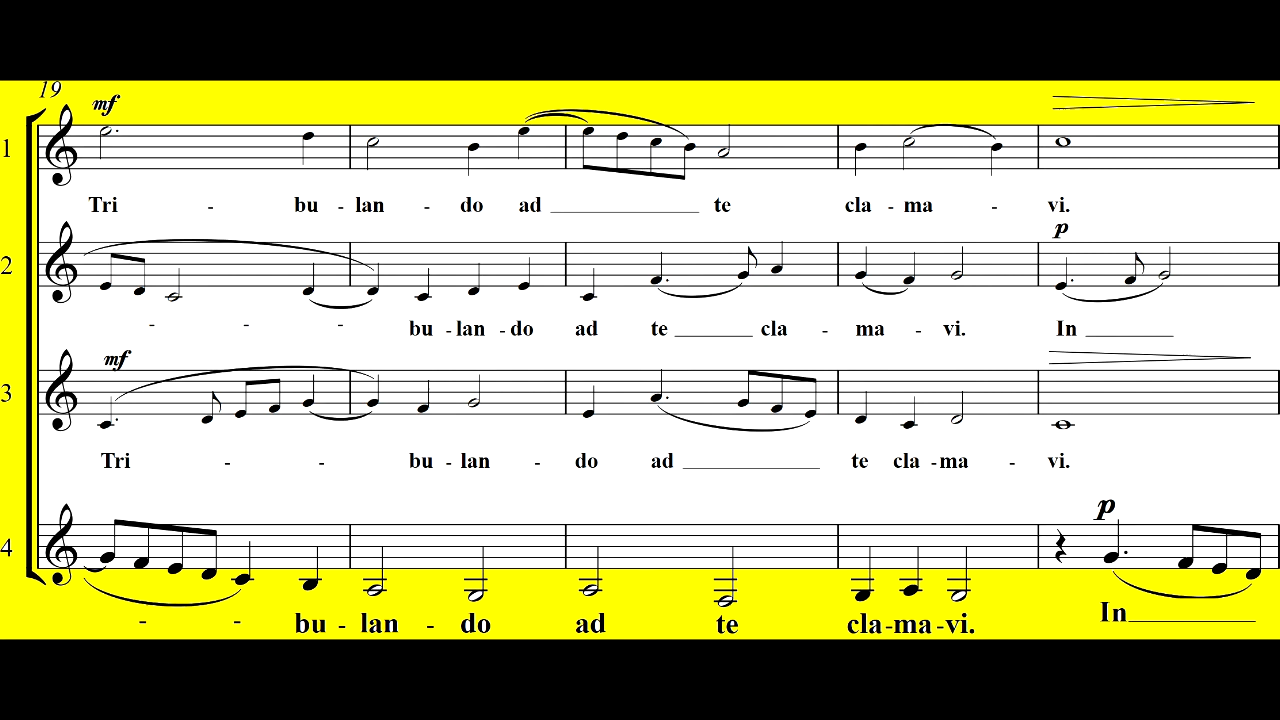 19
mf
1
Tri - bu - lan - do ad te cla - ma - vi.
p
2
- - - bu - lan - do ad te cla - ma - vi. In
mf
3
Tri - - bu - lan - do ad te cla - ma - vi.
p
4
- - bu - lan - do ad te cla - ma - vi. In